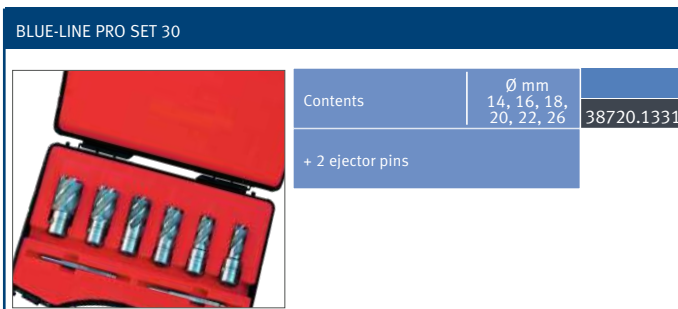 BLUE-LINE PRO SET 30
Contents
Ø mm
14, 16, 18,
20, 22, 26
38720.1331
+ 2 ejector pins